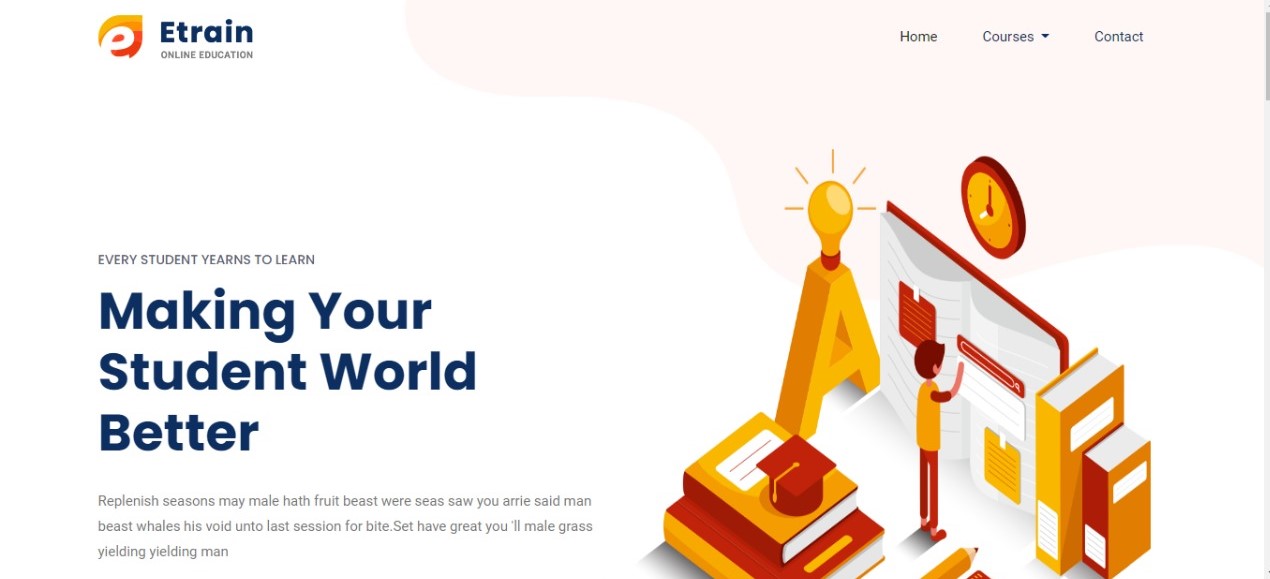 Etrain
ONLINE EDUCATION
Home
Courses
Contact
EVERY STUDENT YEARNS TO LEARN
Making Your
Student World
Better
Replenish seasons may male hath fruit beast were seas saw you arrie said man
beast whales his void unto last session for bite.Set have great you 'll male grass
yielding yielding man